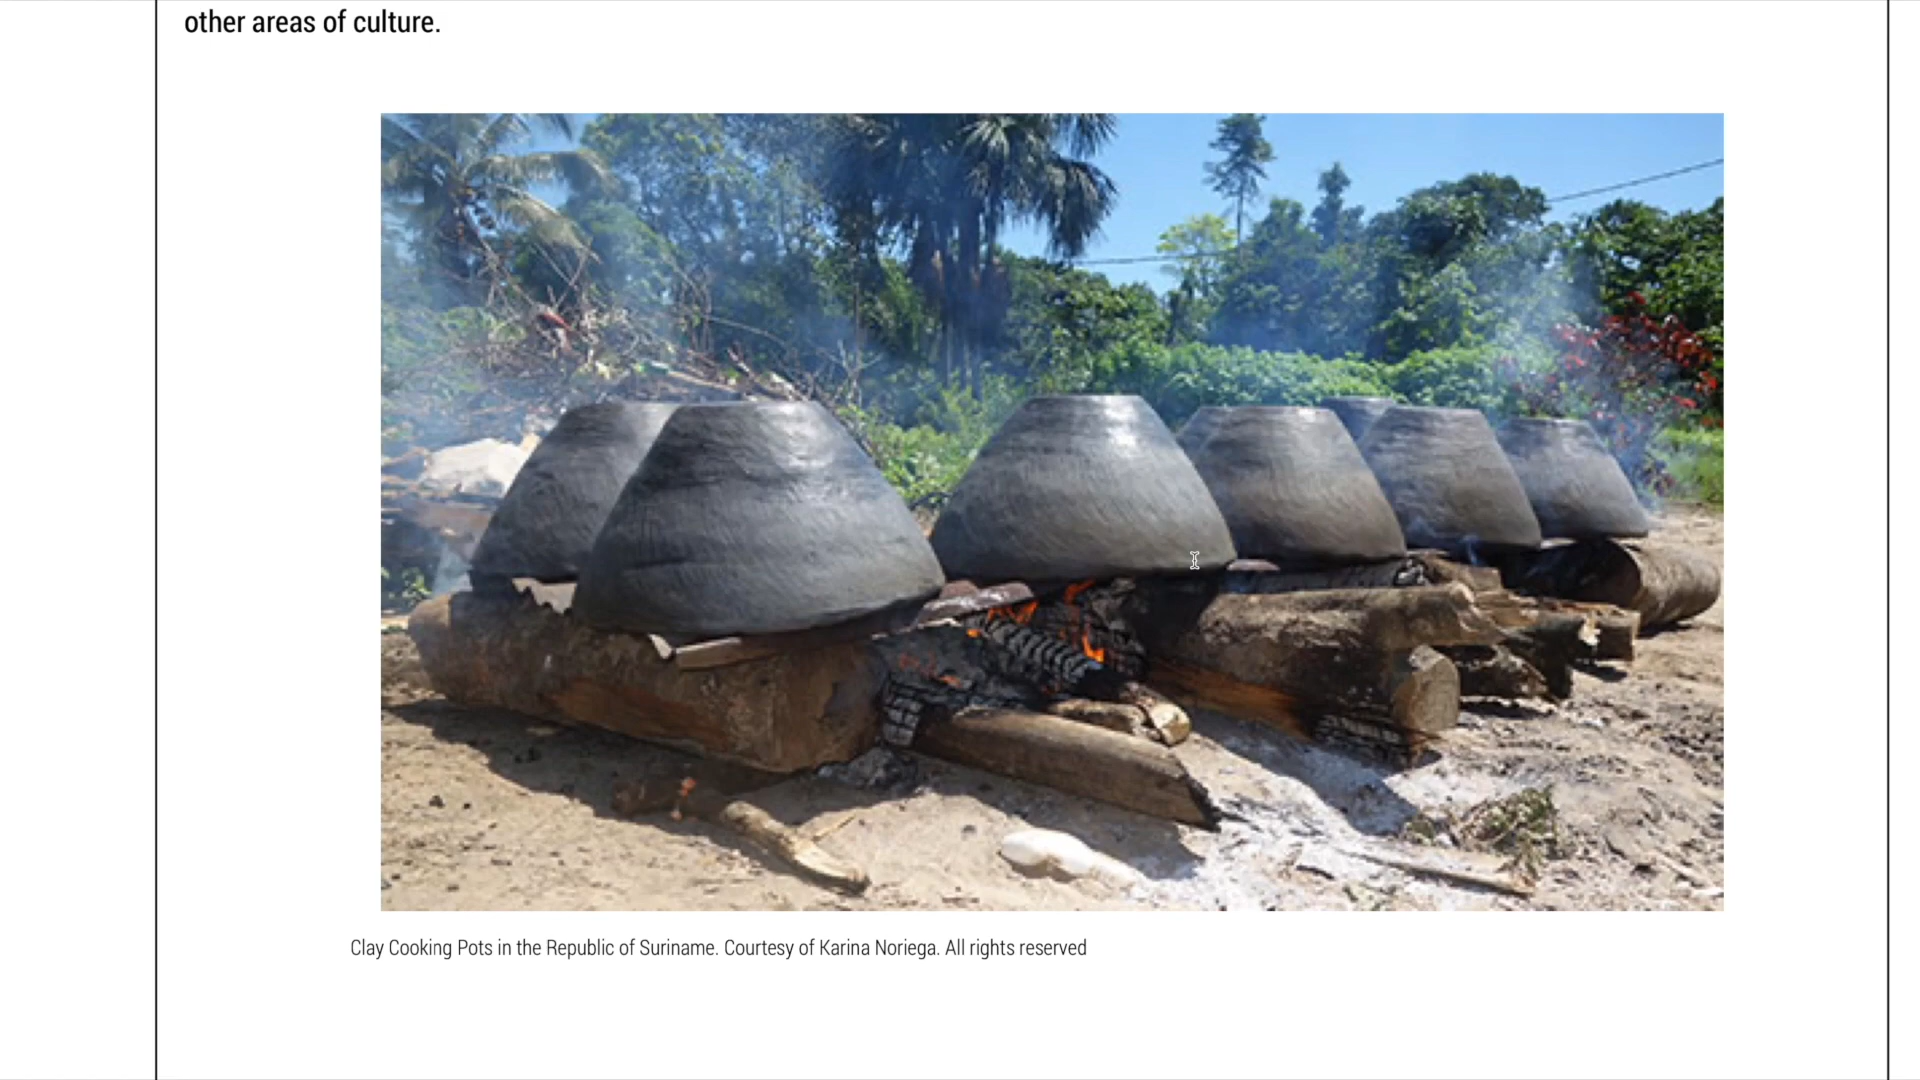 other areas of culture.
Clay Cooking Pots in the Republic of Suriname. Courtesy of Karina Noriega. All rights reserved